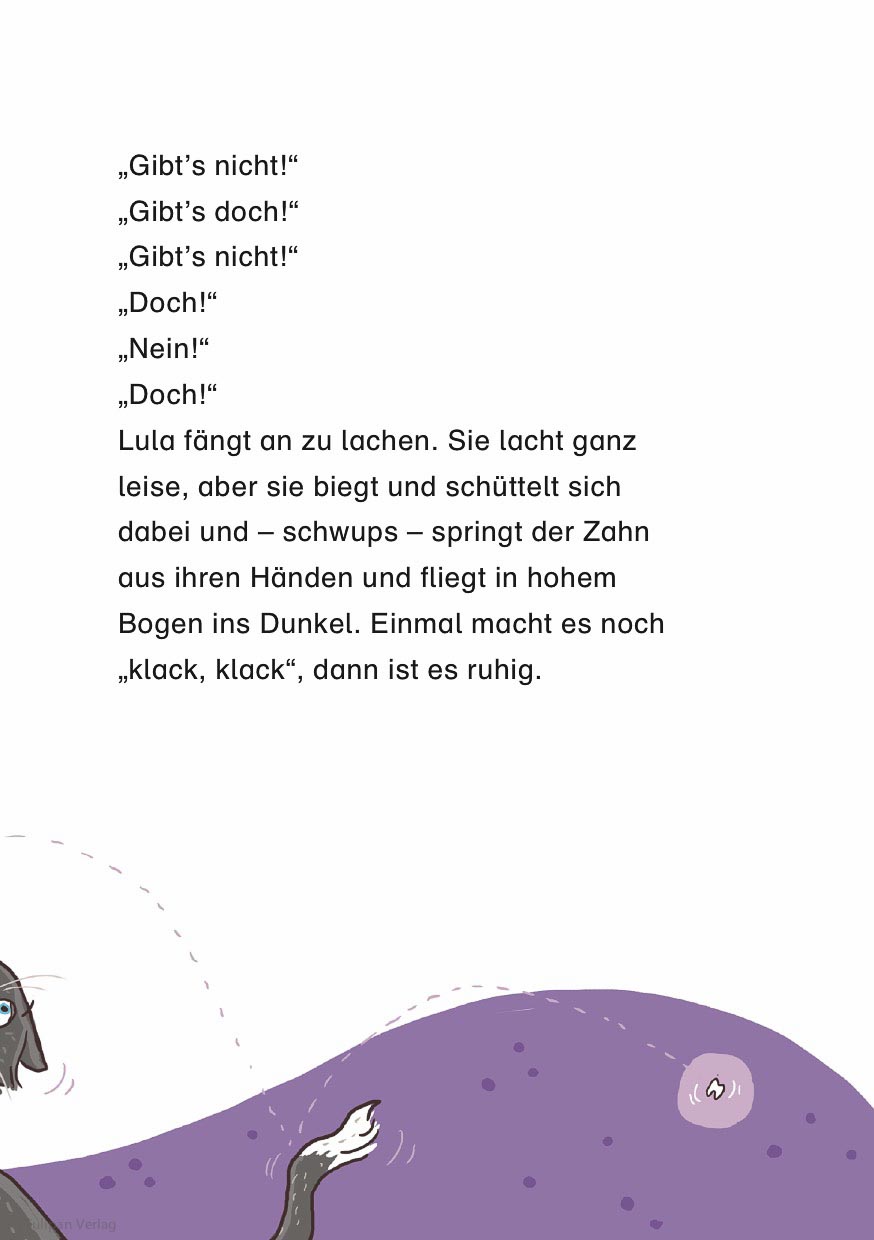 „Gibt’s nicht!“
„Gibt’s doch!“
„Gibt’s nicht!“
„Doch!“
„Nein!“
„Doch!“
Lula fängt an zu lachen. Sie lacht ganz
leise, aber sie biegt und schüttelt sich
dabei und – schwups – springt der Zahn
aus ihren Händen und fliegt in hohem
Bogen ins Dunkel. Einmal macht es noch
„klack, klack“, dann ist es ruhig.
Verlag